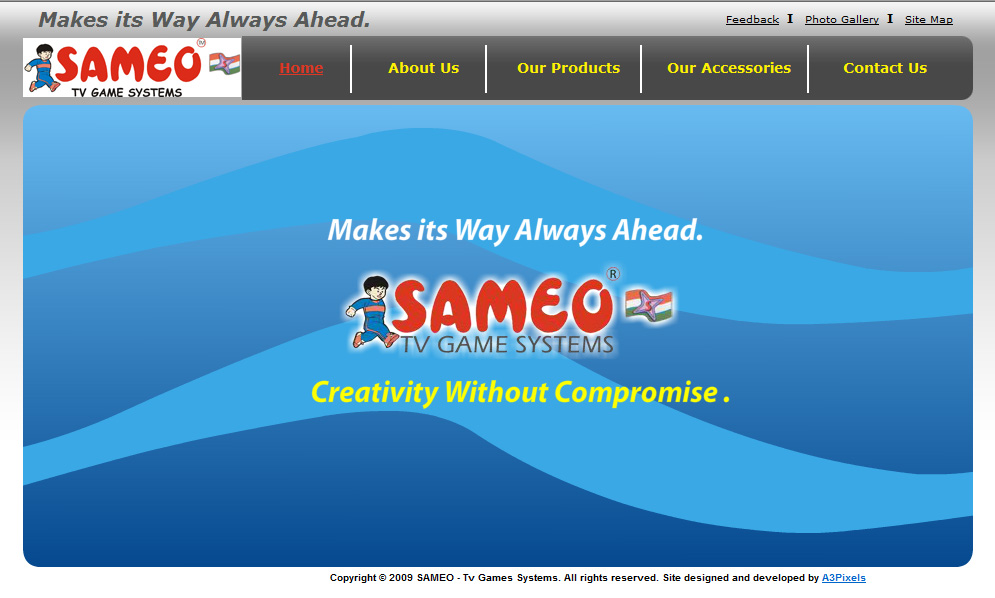 Makes its Way Always Ahead.
Feedback I Photo Gallery I Site Map
SAMEO TM
TV GAME SYSTEMS
Home About Us Our Products Our Accessories Contact Us
Makes its Way Always Ahead.
SAMEO ®
TV GAME SYSTEMS
Creativity Without Compromise .
Copyright © 2009 SAMEO - Tv Games Systems. All rights reserved. Site designed and developed by A3Pixels